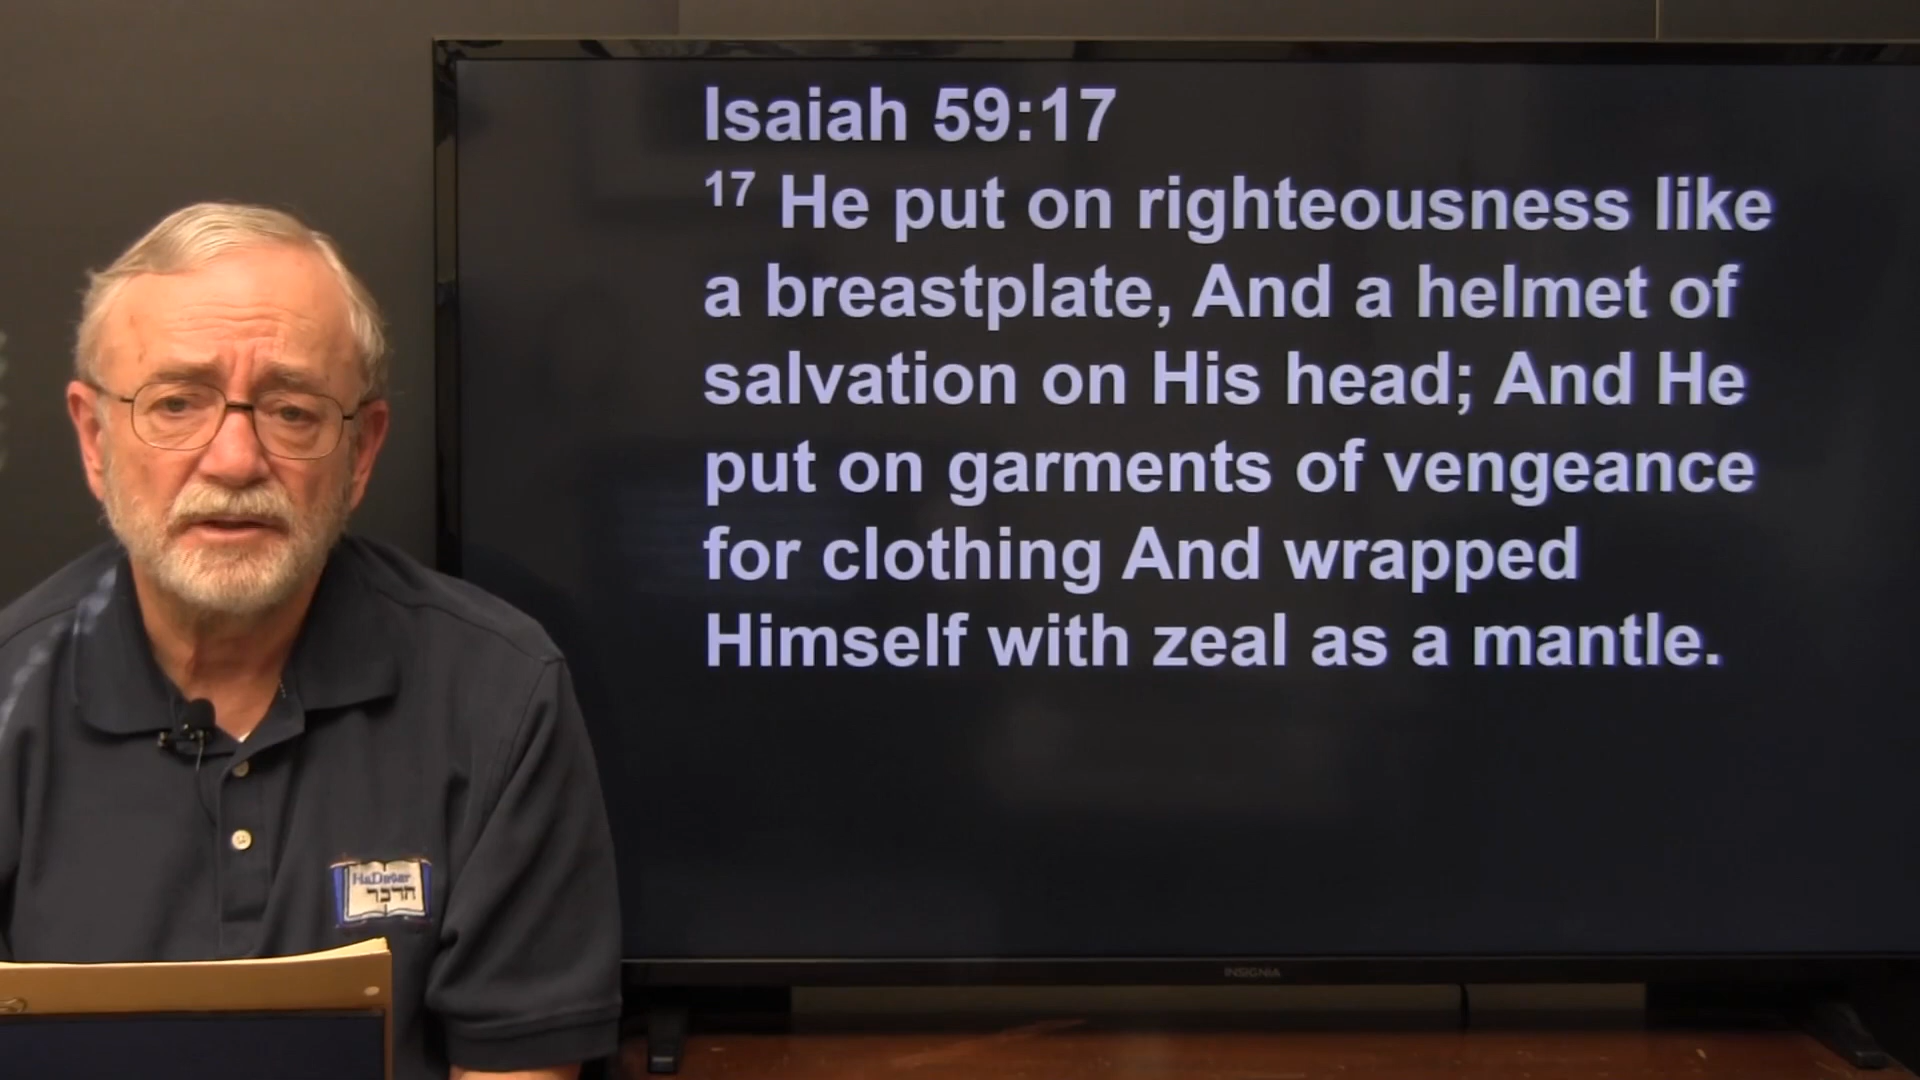 Isaiah 59:17
17 He put on righteousness like
a breastplate, And a helmet of
salvation on His head; And He
put on garments of vengeance
for clothing And wrapped
Himself with zeal as a mantle.
HaDavar
הדבר
INSIGNIA